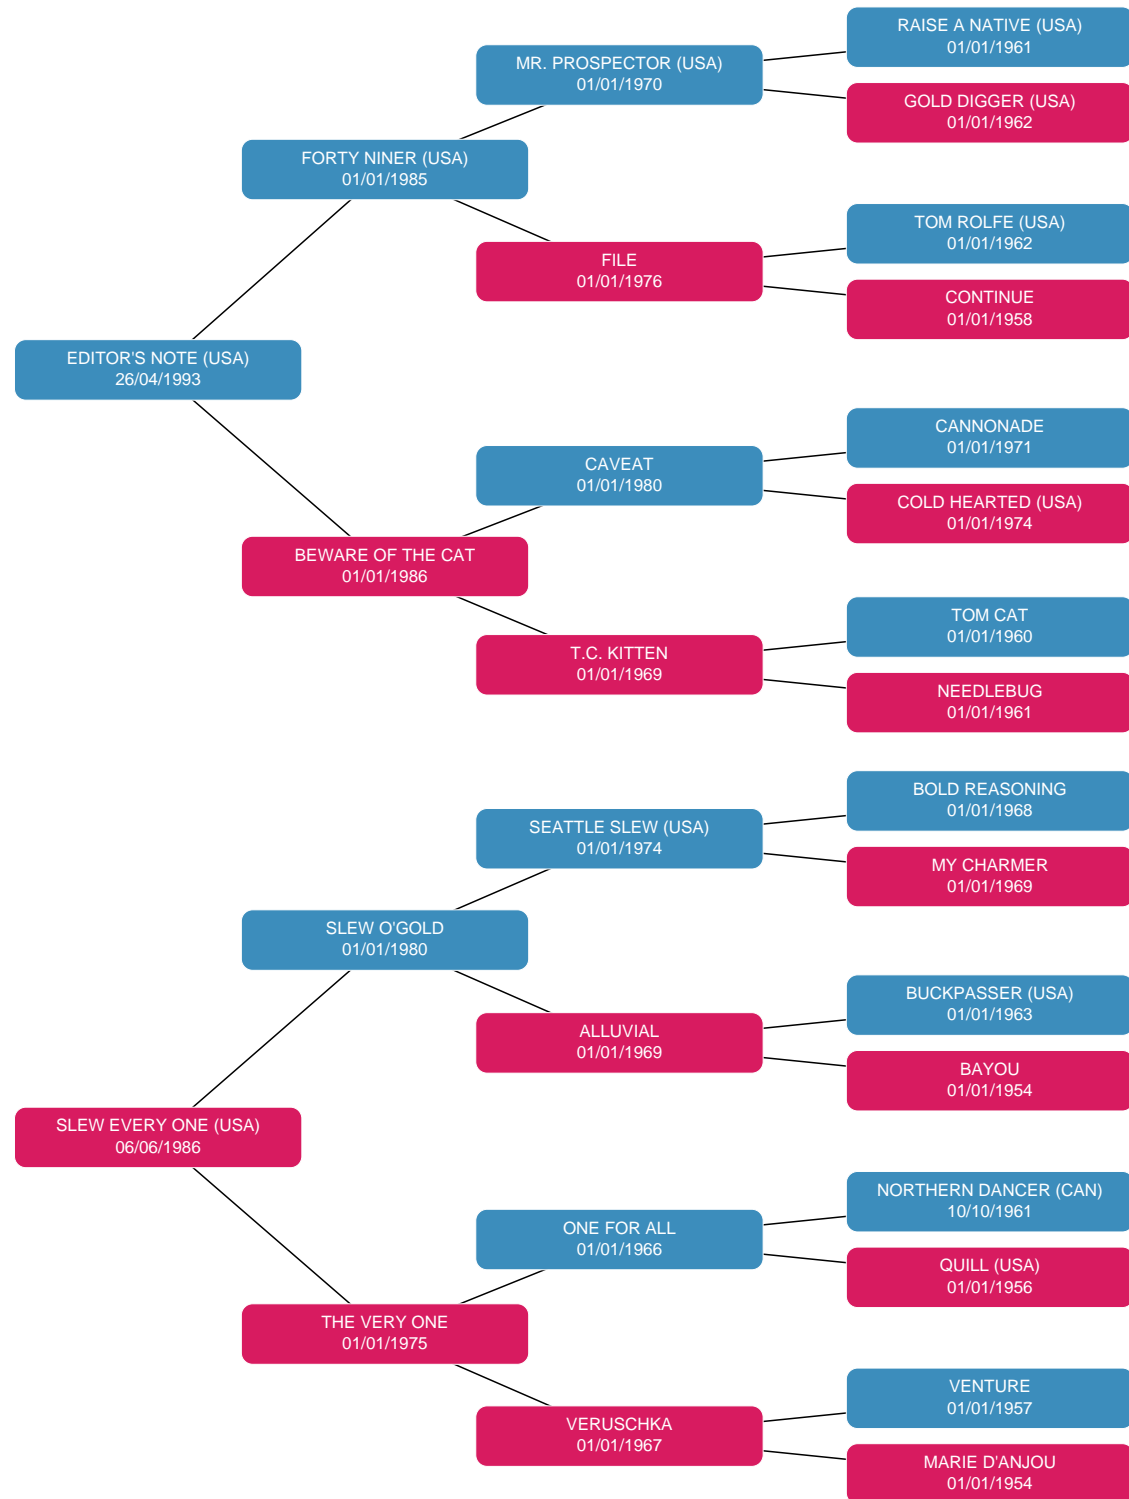 RAISE A NATIVE (USA)
01/01/1961
MR. PROSPECTOR (USA)
01/01/1970
GOLD DIGGER (USA)
01/01/1962
FORTY NINER (USA)
01/01/1985
TOM ROLFE (USA)
01/01/1962
FILE
01/01/1976
CONTINUE
01/01/1958
EDITOR'S NOTE (USA)
26/04/1993
CANNONADE
01/01/1971
CAVEAT
01/01/1980
COLD HEARTED (USA)
01/01/1974
BEWARE OF THE CAT
01/01/1986
TOM CAT
01/01/1960
T.C. KITTEN
01/01/1969
NEEDLEBUG
01/01/1961
BOLD REASONING
01/01/1968
SEATTLE SLEW (USA)
01/01/1974
MY CHARMER
01/01/1969
SLEW O'GOLD
01/01/1980
BUCKPASSER (USA)
01/01/1963
ALLUVIAL
01/01/1969
BAYOU
01/01/1954
SLEW EVERY ONE (USA)
06/06/1986
NORTHERN DANCER (CAN)
10/10/1961
ONE FOR ALL
01/01/1966
QUILL (USA)
01/01/1956
THE VERY ONE
01/01/1975
VENTURE
01/01/1957
VERUSCHKA
01/01/1967
MARIE D'ANJOU
01/01/1954